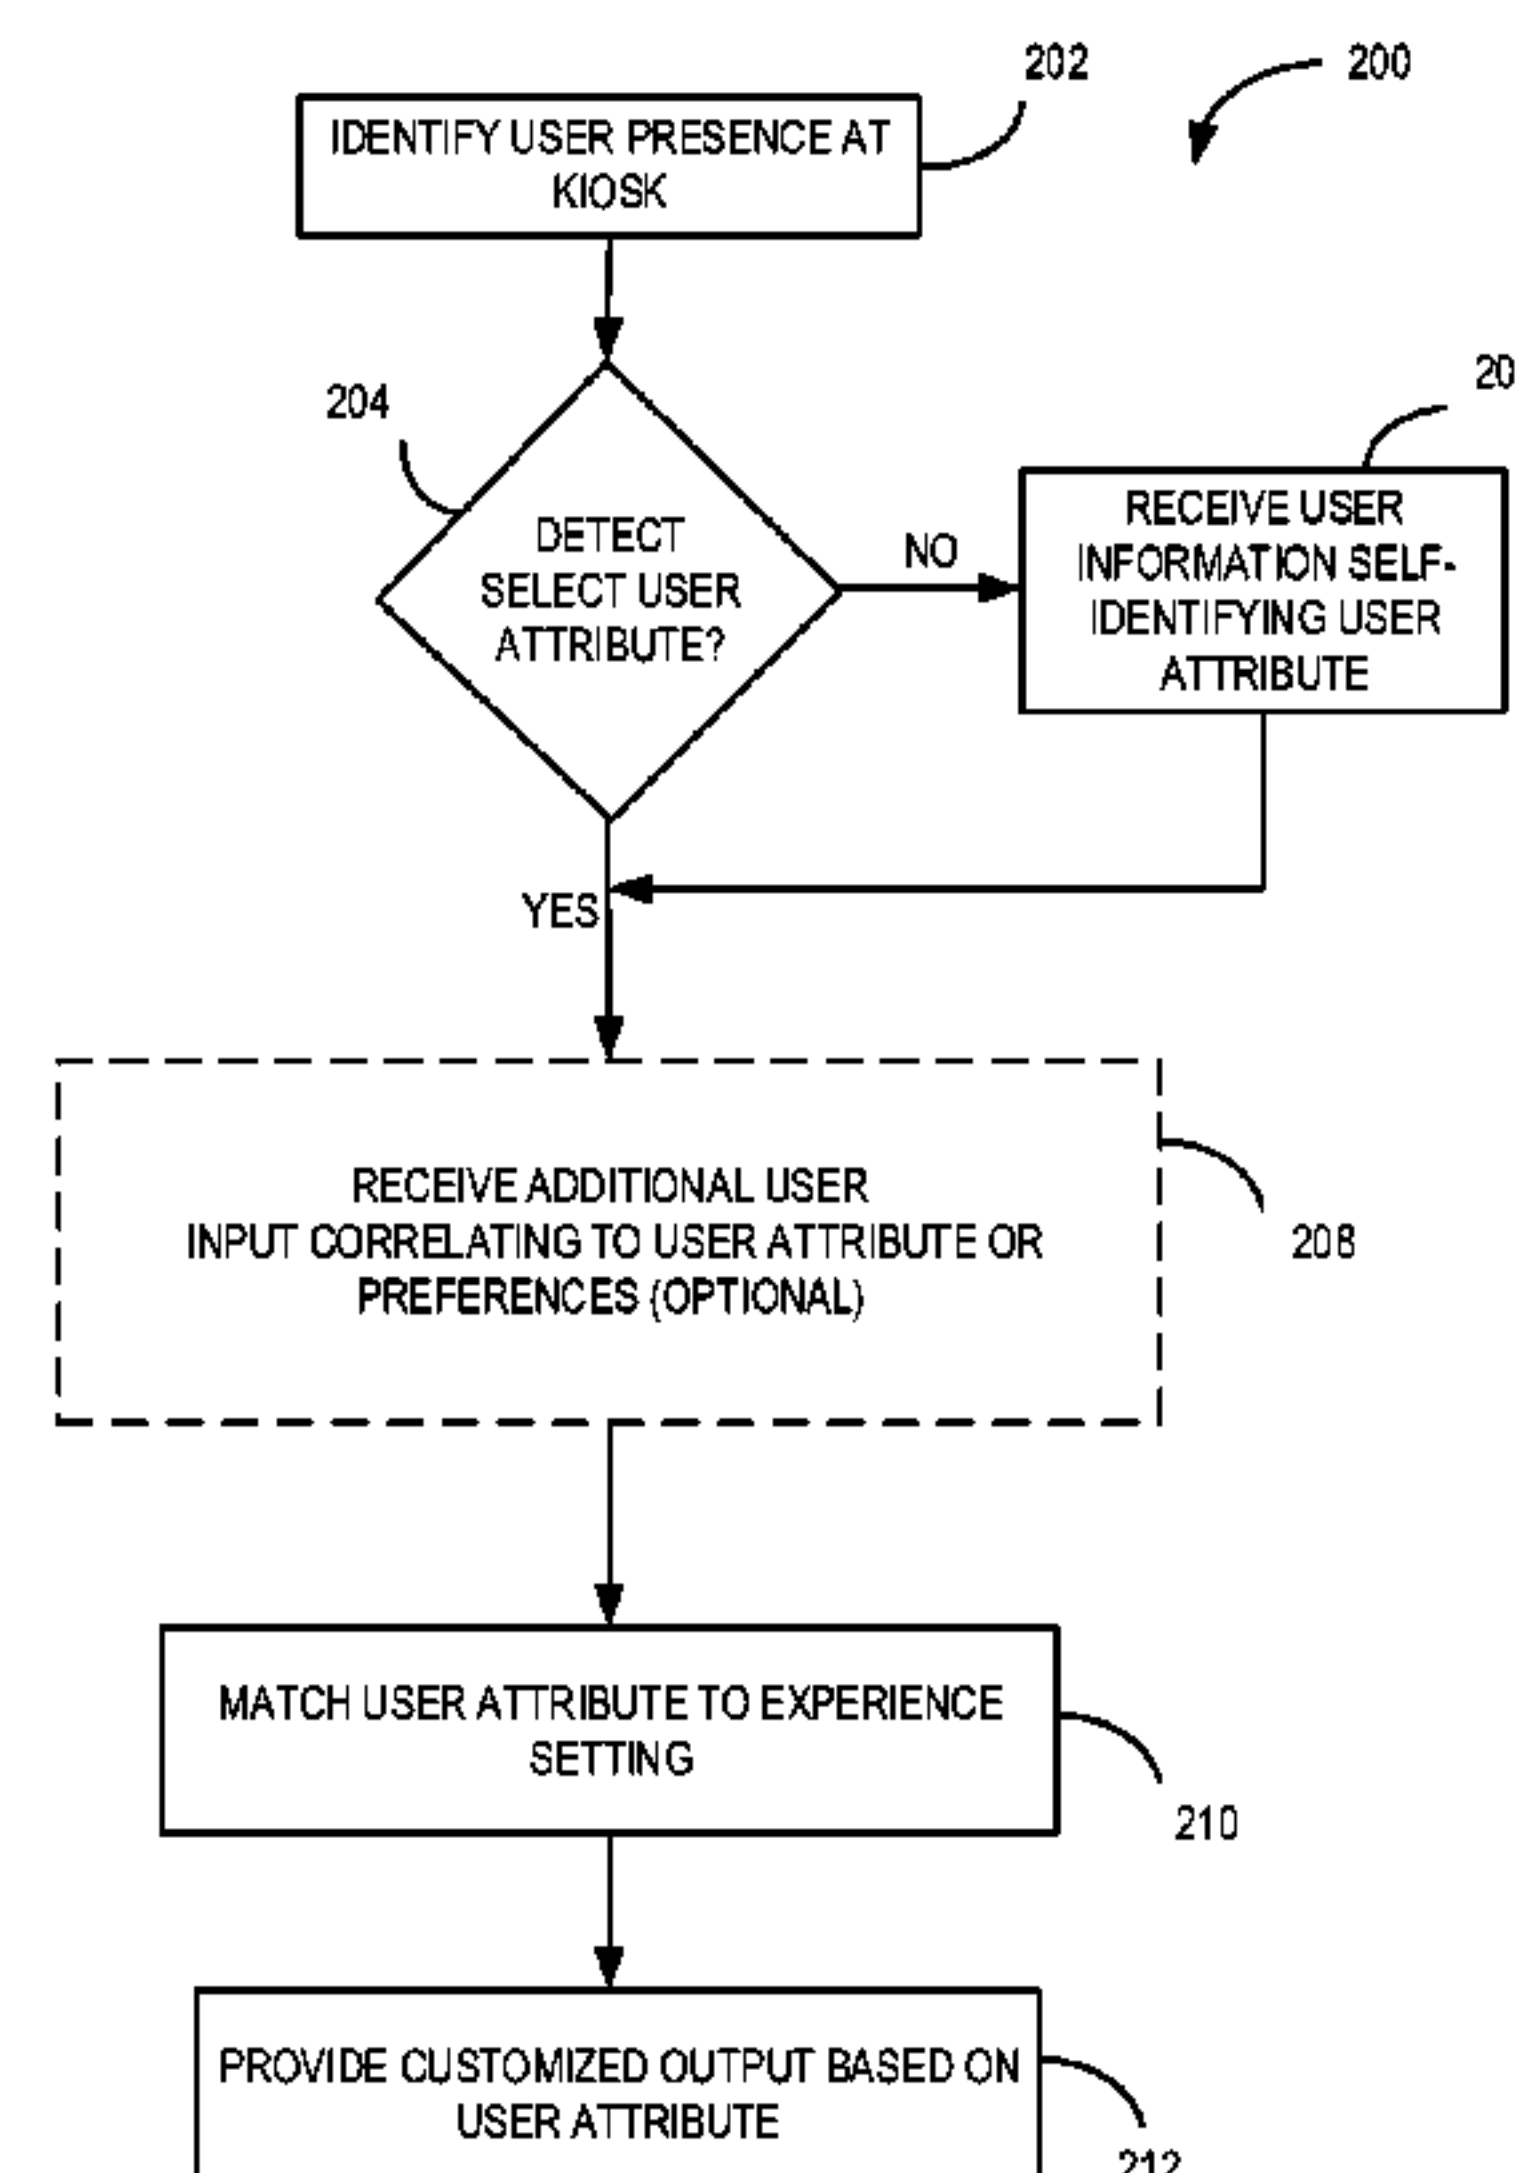 202
200
IDENTIFY USER PRESENCE AT
KIOSK
204
20
DETECT
SELECT USER
ATTRIBUTE?
NO
RECEIVE USER
INFORMATION SELF-
IDENTIFYING USER
ATTRIBUTE
YES
RECEIVE ADDITIONAL USER
INPUT CORRELATING TO USER ATTRIBUTE OR
PREFERENCES (OPTIONAL)
208
MATCH USER ATTRIBUTE TO EXPERIENCE
SETTING
210
PROVIDE CUSTOMIZED OUTPUT BASED ON
USER ATTRIBUTE
212